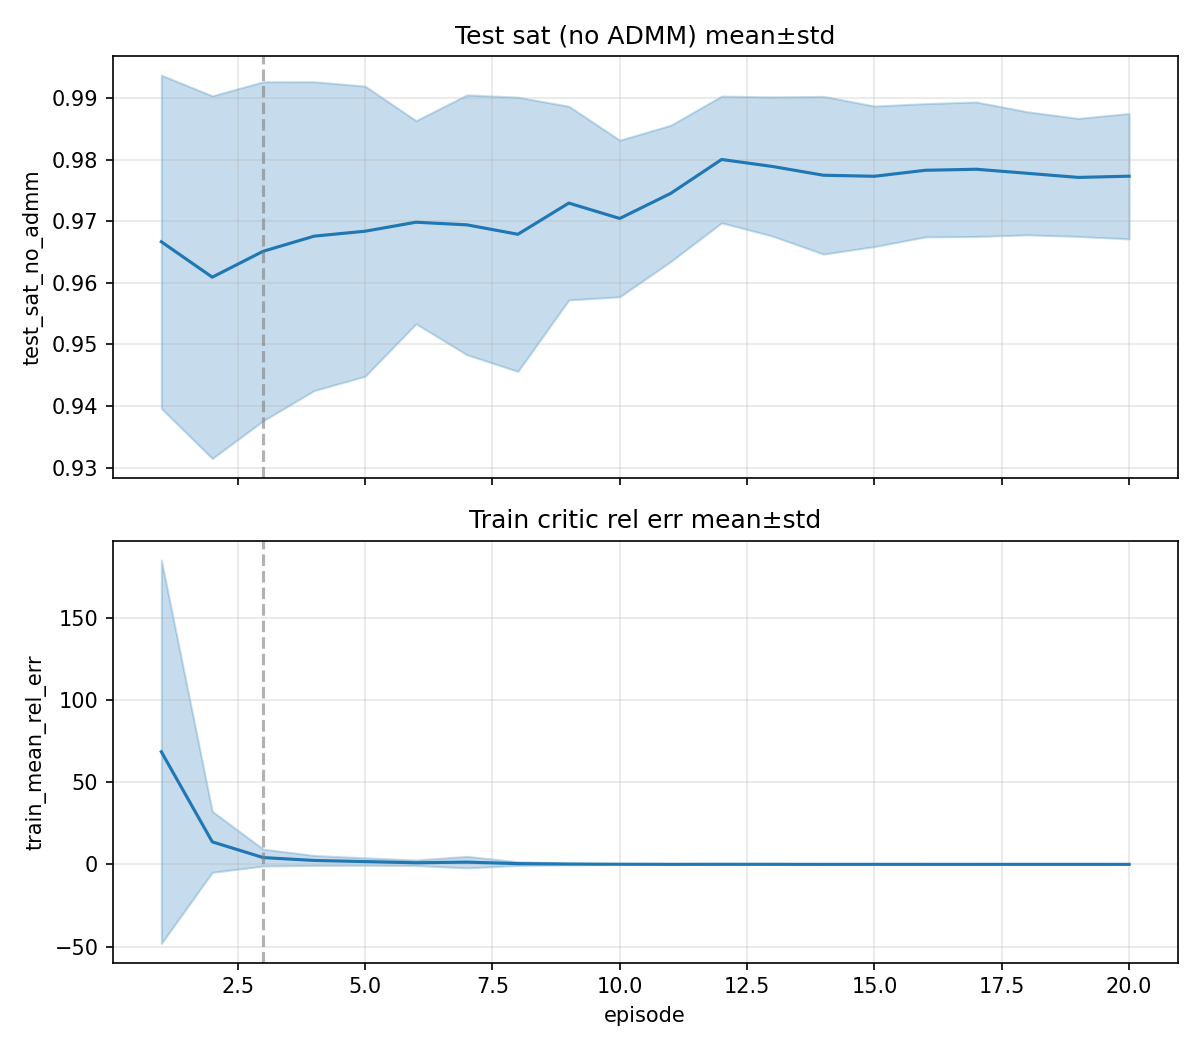 Test sat (no ADMM) mean±std
test_sat_no_admm
0.99
0.98
0.97
0.96
0.95
0.94
0.93
Train critic rel err mean±std
train_mean_rel_err
150
100
50
0
−50
2.5 5.0 7.5 10.0 12.5 15.0 17.5 20.0
episode